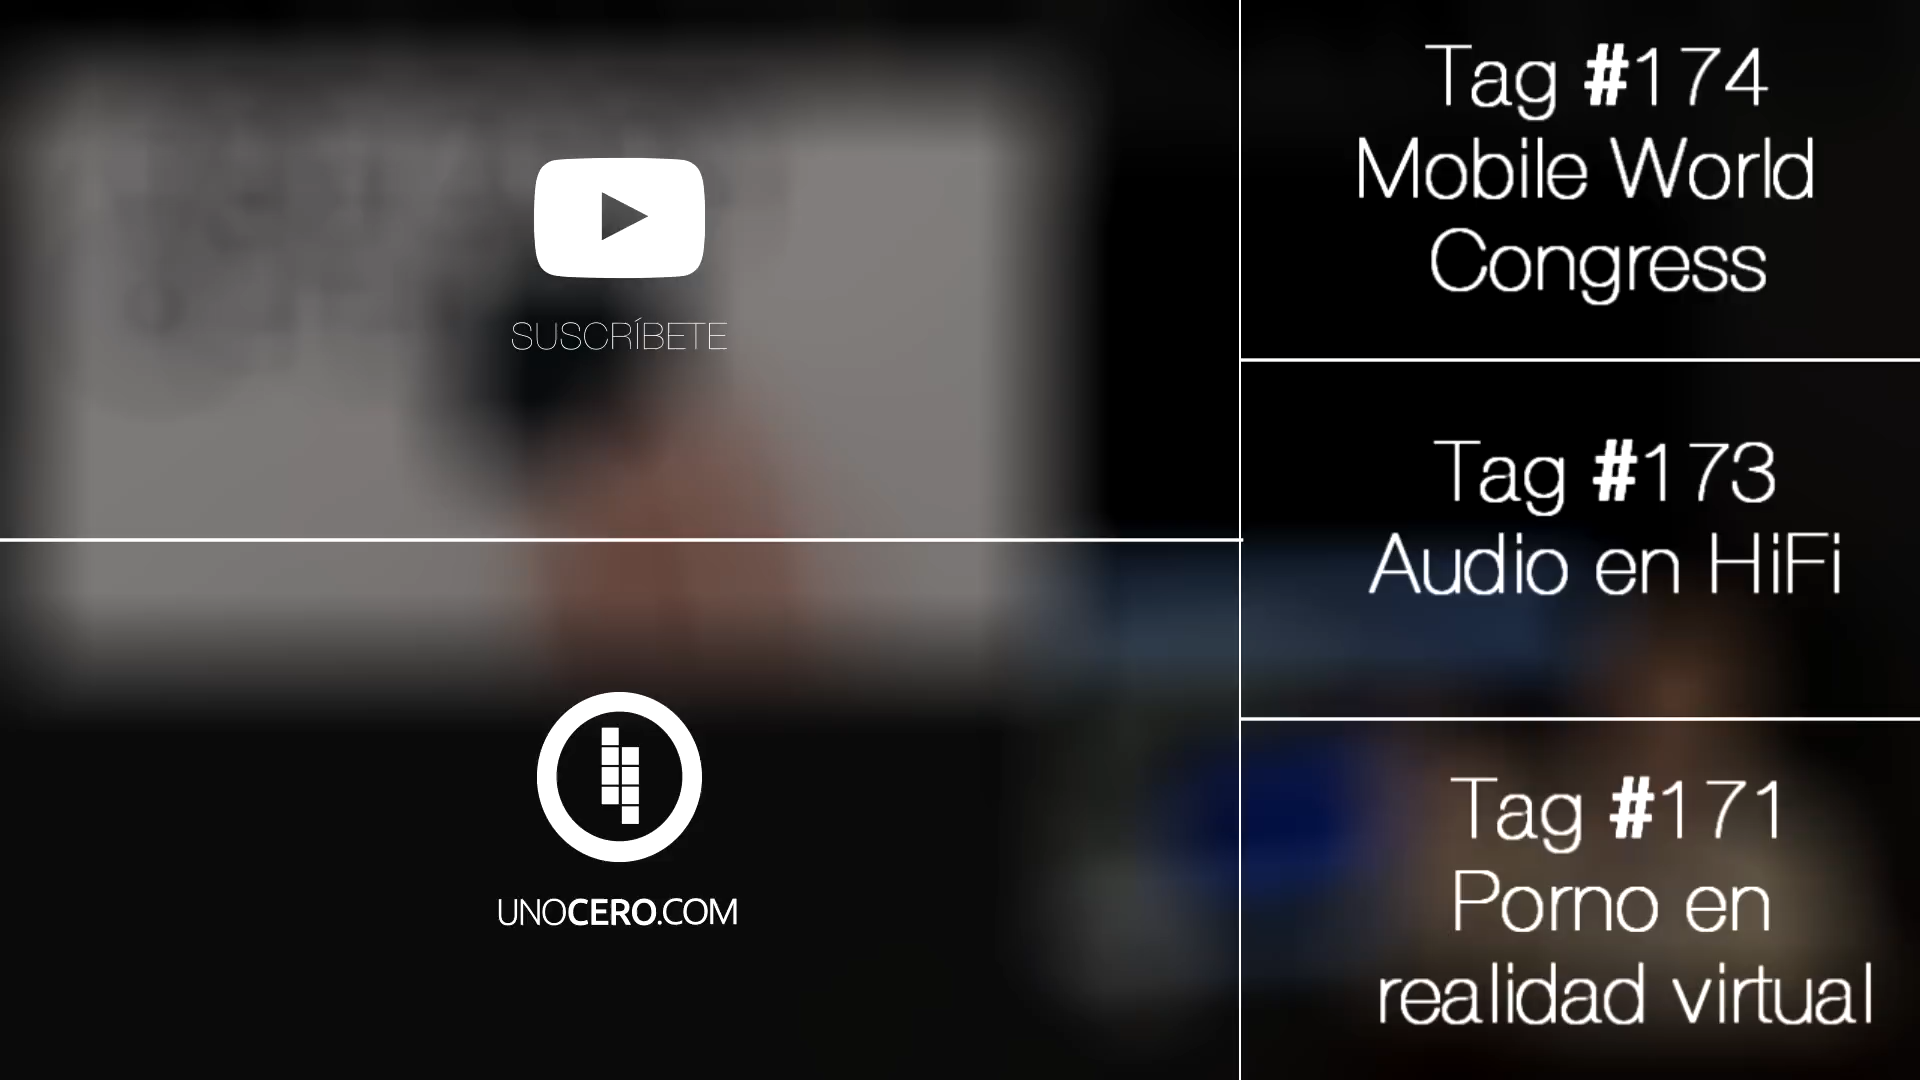 SUSCRÍBETE
UNOCERO.COM
Tag #174
Mobile World
Congress
Tag #173
Audio en HiFi
Tag #171
Porno en
realidad virtual